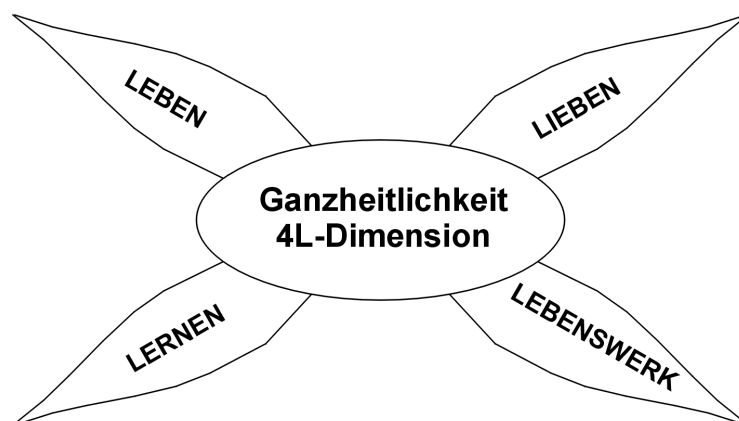 LEBEN
LIEBEN
Ganzheitlichkeit
4L-Dimension
LERNEN
LEBENSWERK